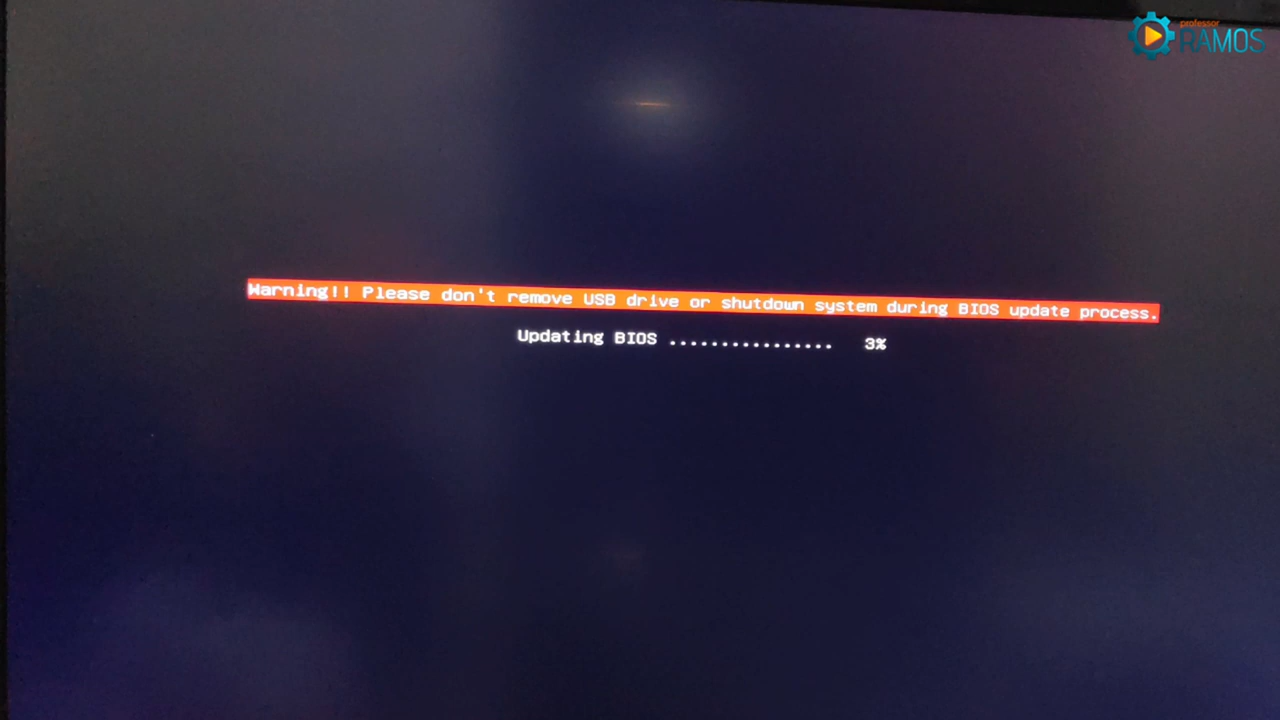 professor
RAMOS
Warning!! Please don't remove USB drive or shutdown system during BIOS update process.
Updating BIOS ................ 3%